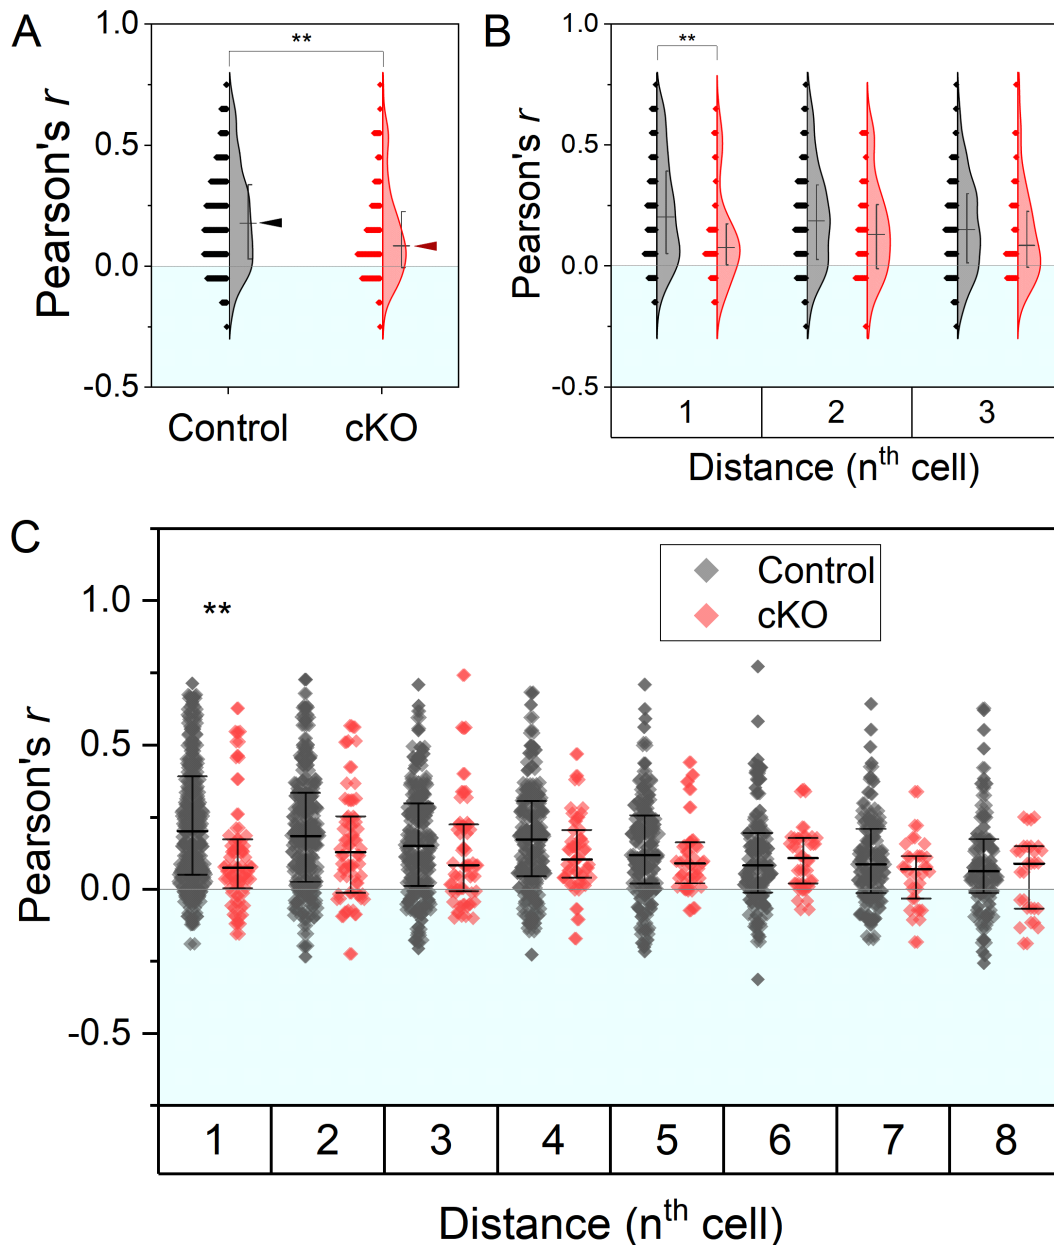 A
1.0
0.5
0.0
-0.5
Pearson's r
**
Control
cKO
B
1.0
0.5
0.0
-0.5
Pearson's r
**
1
2
3
Distance (nth cell)
C
1.0
0.5
0.0
-0.5
Pearson's r
**
Control
cKO
1
2
3
4
5
6
7
8
Distance (nth cell)